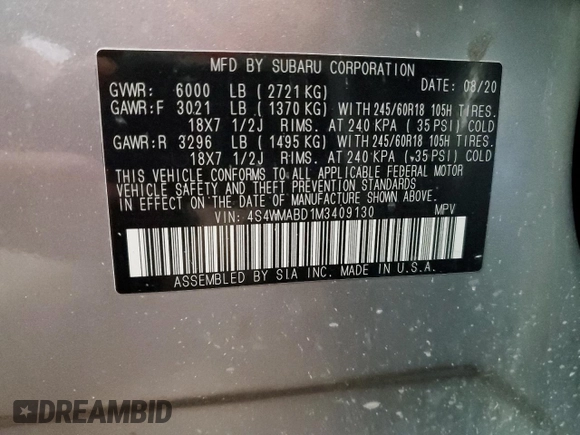 MFD BY SUBARU CORPORATION
DATE: 08/20
GVWR: 6000 LB ( 2721 KG)
GAWR:F 3021 LB ( 1370 KG) WITH 245/60R18 105H TIRES.
18X7 1/2J RIMS. AT 240 KPA ( 35 PSI) COLD
GAWR:R 3296 LB ( 1495 KG) WITH 245/60R18 105H TIRES.
18X7 1/2J RIMS. AT 240 KPA ( 35 PSI) COLD
THIS VEHICLE CONFORMS TO ALL APPLICABLE FEDERAL MOTOR
VEHICLE SAFETY AND THEFT PREVENTION STANDARDS
IN EFFECT ON THE DATE OF MANUFACTURE SHOWN ABOVE.
VIN: 4S4WMABD1M3409130 MPV
ASSEMBLED BY SIA INC. MADE IN U.S.A.
DREAMBID